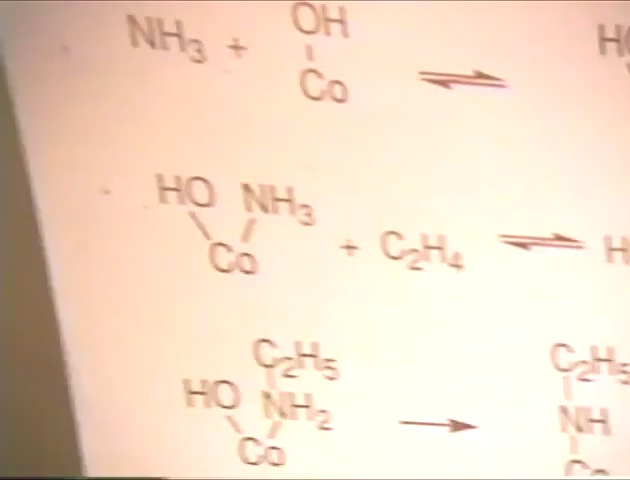 NH3 + OH ⇌
Co
HO NH3
Co + C2H4 ⇌ H
C2H5 C2H5
HO NH2 → NH
Co